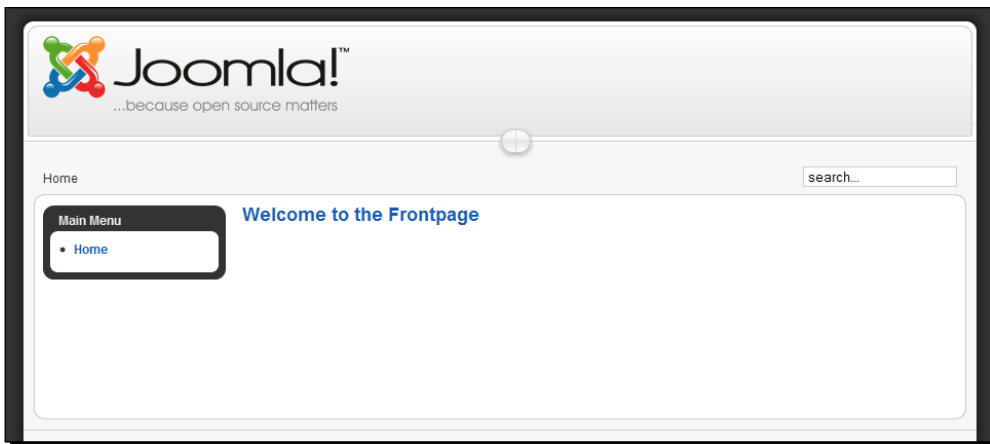 Joomla!™
...because open source matters
Home
search...
Main Menu
Home
Welcome to the Frontpage